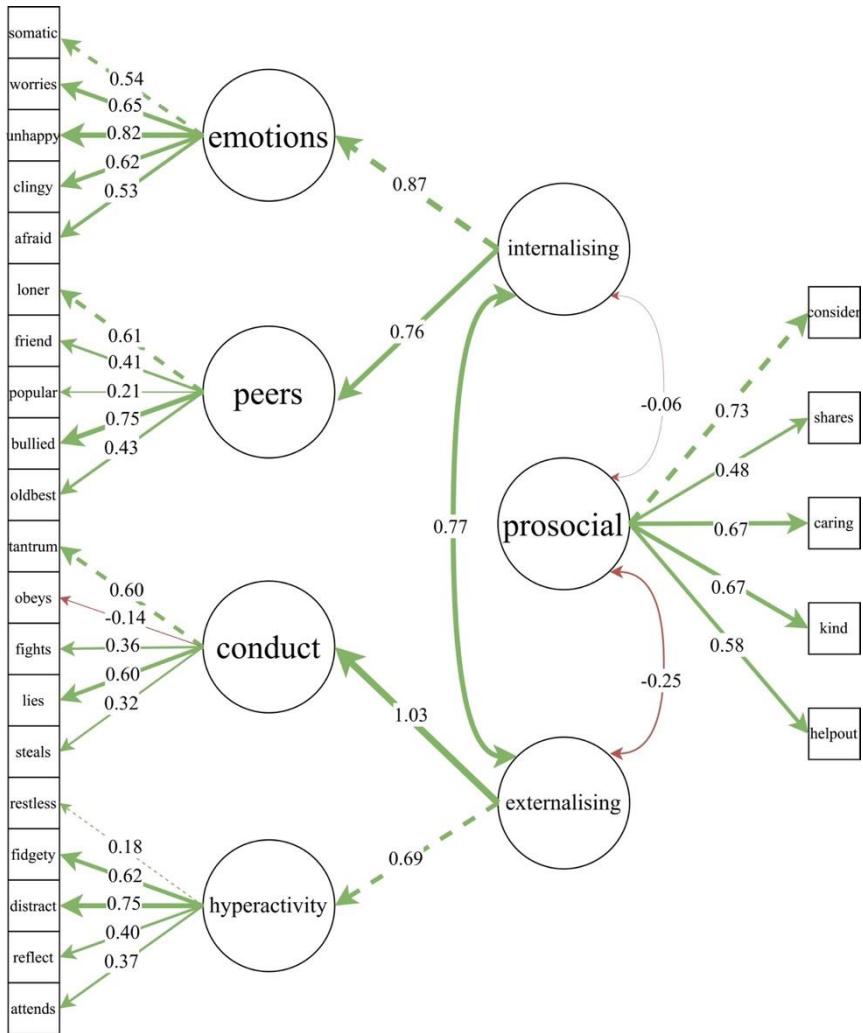 somatic
worries
unhappy
clingy
afraid
0.54
0.65
0.82
0.62
0.53
emotions
loner
friend
popular
bullied
oldbest
0.61
0.41
0.21
0.75
0.43
peers
tantrum
obeys
fights
lies
steals
0.60
-0.14
0.36
0.60
0.32
conduct
restless
fidgety
distract
reflect
attends
0.18
0.62
0.75
0.40
0.37
hyperactivity
0.87
0.76
internalising
0.77
-0.06
prosocial
-0.25
1.03
0.69
externalising
0.73
0.48
0.67
0.67
0.58
consider
shares
caring
kind
helpout